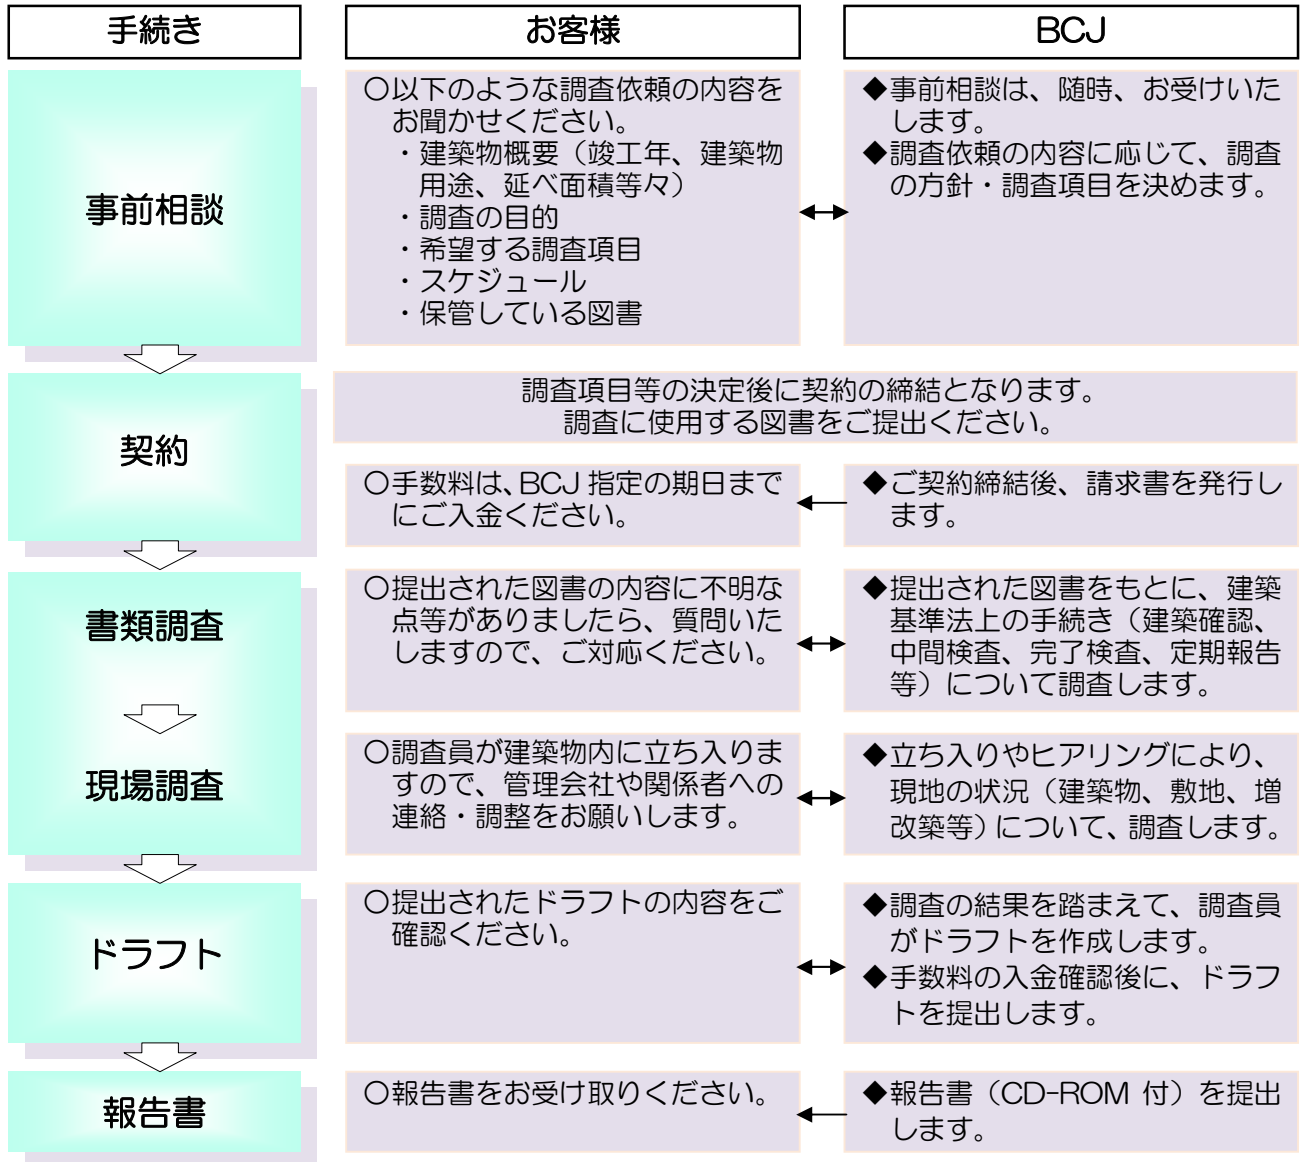 手続き
お客様
BCJ
事前相談
○以下のような調査依頼の内容を
お聞かせください。
・建築物概要（竣工年、建築物
用途、延べ面積等々）
・調査の目的
・希望する調査項目
・スケジュール
・保管している図書
◆事前相談は、随時、お受けいた
します。
◆調査依頼の内容に応じて、調査
の方針・調査項目を決めます。
契約
調査項目等の決定後に契約の締結となります。
調査に使用する図書をご提出ください。
○手数料は、BCJ 指定の期日まで
にご入金ください。
◆ご契約締結後、請求書を発行し
ます。
書類調査
○提出された図書の内容に不明な
点等がありましたら、質問いた
しますので、ご対応ください。
◆提出された図書をもとに、建築
基準法上の手続き（建築確認、
中間検査、完了検査、定期報告
等）について調査します。
現場調査
○調査員が建築物内に立ち入りま
すので、管理会社や関係者への
連絡・調整をお願いします。
◆立ち入りやヒアリングにより、
現地の状況（建築物、敷地、増
改築等）について、調査します。
ドラフト
○提出されたドラフトの内容をご
確認ください。
◆調査の結果を踏まえて、調査員
がドラフトを作成します。
◆手数料の入金確認後に、ドラフ
トを提出します。
報告書
○報告書をお受け取りください。
◆報告書（CD-ROM 付）を提出
します。